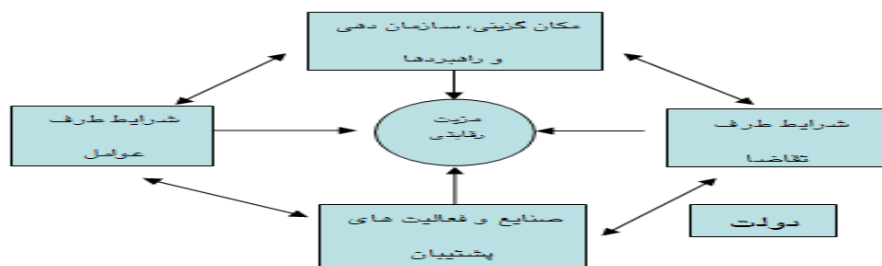 مکان گزینی، سازمان دهی
و راهبردها
شرایط طرف
تقاضا
مزیت
رقابتی
شرایط طرف
عوامل
صنایع و فعالیت های
پشتیبان
دولت